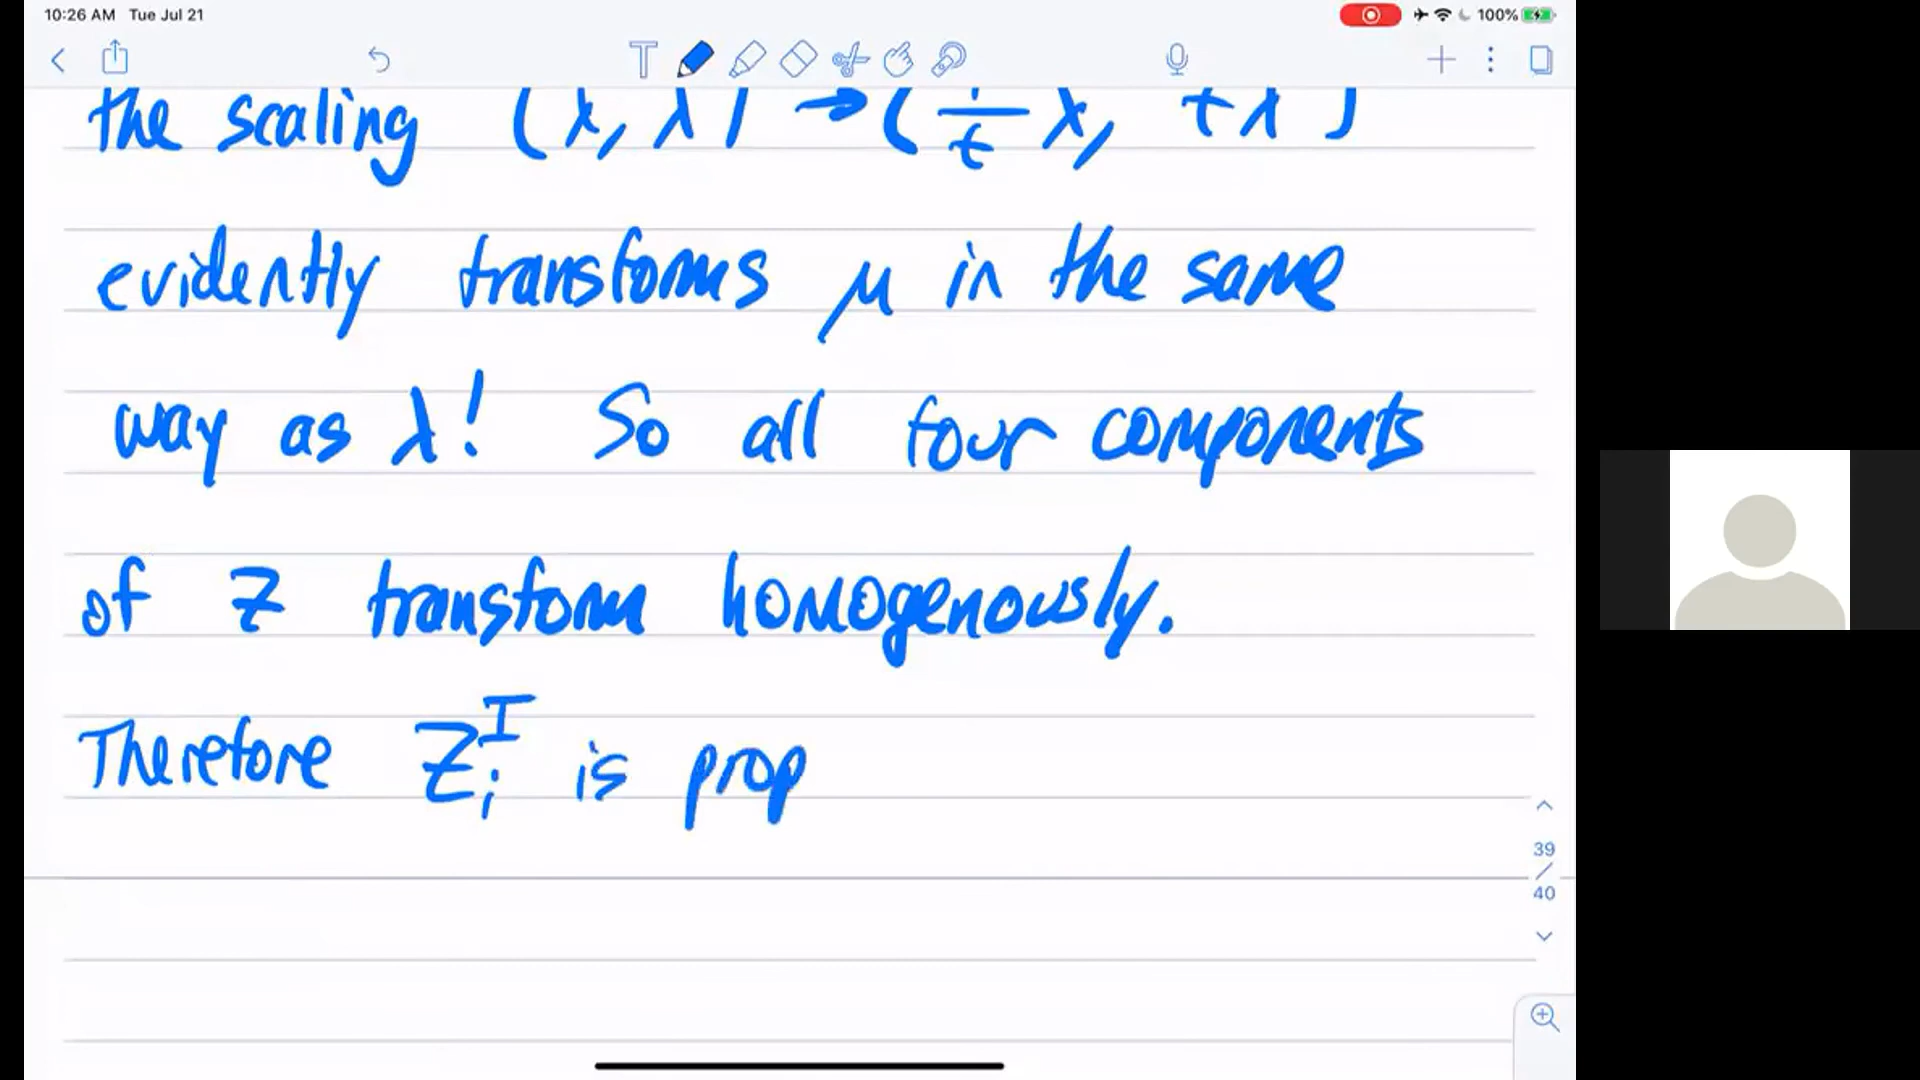 10:26 AM Tue Jul 21
100%
T
the scaling (x, λ) → (1/t x, tλ)
evidently transforms μ in the same
way as λ! So all four components
of Z transform homogenously.
Therefore Z_i^I is prop
39
/
40